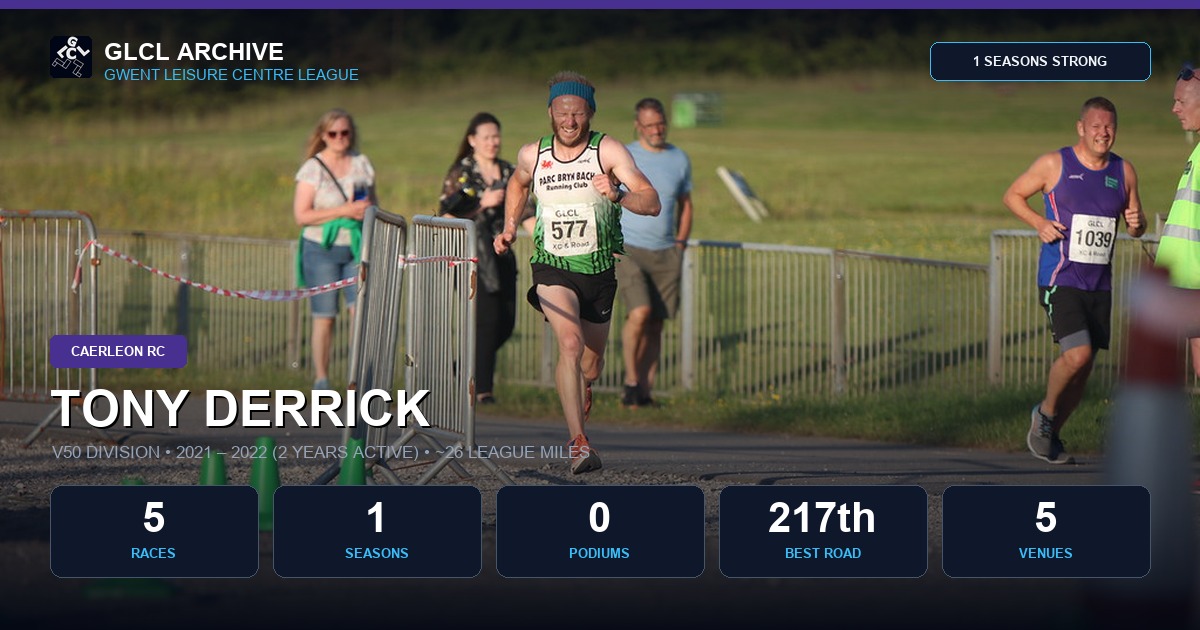 GLCL ARCHIVE
GWENT LEISURE CENTRE LEAGUE
1 SEASONS STRONG
PARC BRYN BACH
Running Club
GLCL
577
XC & Road
GLCL
1039
XC & Road
CAERLEON RC
TONY DERRICK
V50 DIVISION • 2021 – 2022 (2 YEARS ACTIVE) • ~26 LEAGUE MILES
5
RACES
1
SEASONS
0
PODIUMS
217th
BEST ROAD
5
VENUES